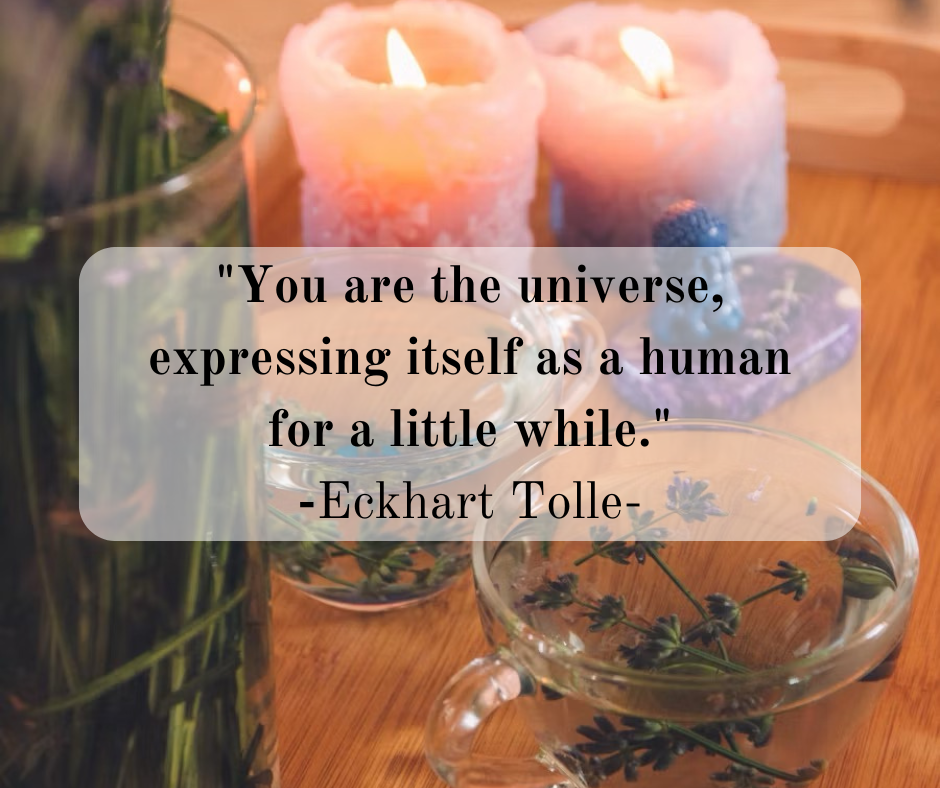 "You are the universe,
expressing itself as a human
for a little while."
-Eckhart Tolle-